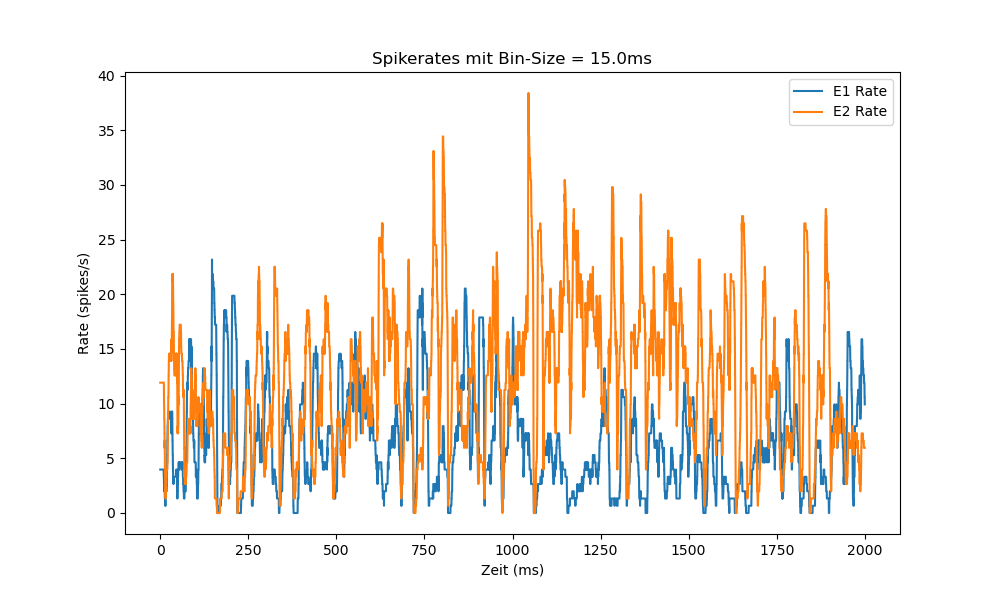 Spikerates mit Bin-Size = 15.0ms
40
35
30
25
20
15
10
5
0
Rate (spikes/s)
E1 Rate
E2 Rate
0 250 500 750 1000 1250 1500 1750 2000
Zeit (ms)